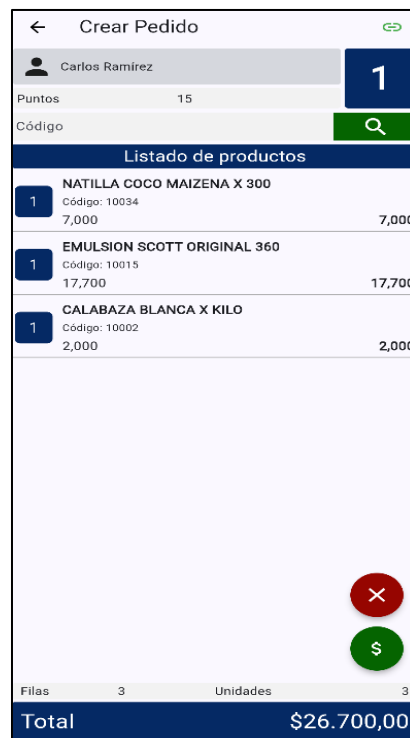 Crear Pedido
Carlos Ramírez
1
Puntos 15
Código
Listado de productos
NATILLA COCO MAIZENA X 300
1 Código: 10034
7,000 7,000
EMULSION SCOTT ORIGINAL 360
1 Código: 10015
17,700 17,700
CALABAZA BLANCA X KILO
1 Código: 10002
2,000 2,000
$
Filas 3 Unidades 3
Total $26.700,00